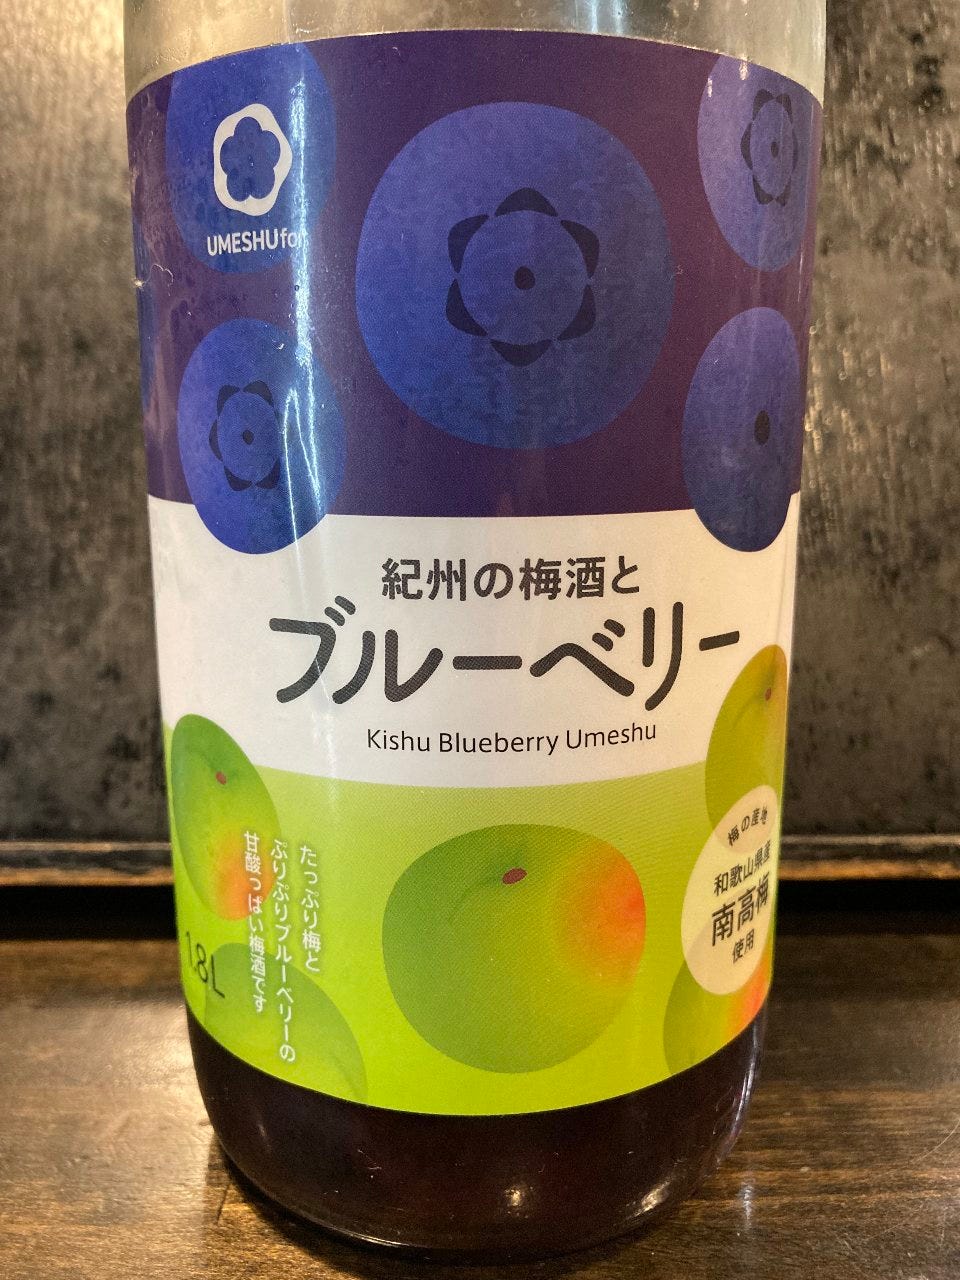 UMESHU for
紀州の梅酒と
ブルーベリー
Kishu Blueberry Umeshu
たっぷり梅と
ぷりぷりブルーベリーの
甘酸っぱい梅酒です
1.8L
梅の産地
和歌山県産
南高梅
使用